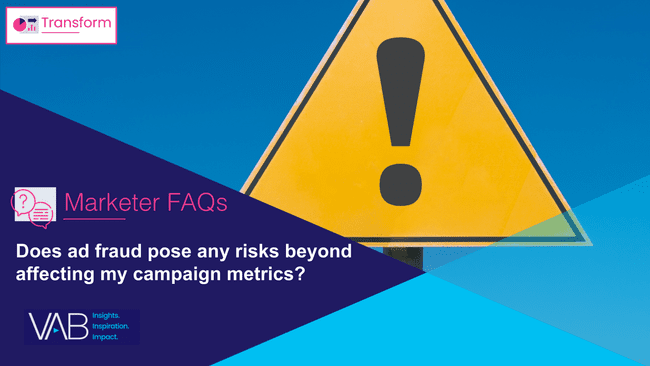 Transform
!
Marketer FAQs
Does ad fraud pose any risks beyond
affecting my campaign metrics?
VAB
Insights.
Inspiration.
Impact.